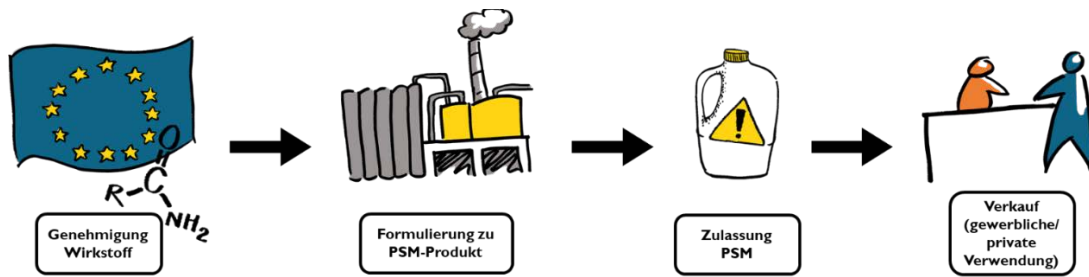 R-C
O
NH2
Genehmigung
Wirkstoff
Formulierung zu
PSM-Produkt
!
Zulassung
PSM
Verkauf
(gewerbliche/
private
Verwendung)